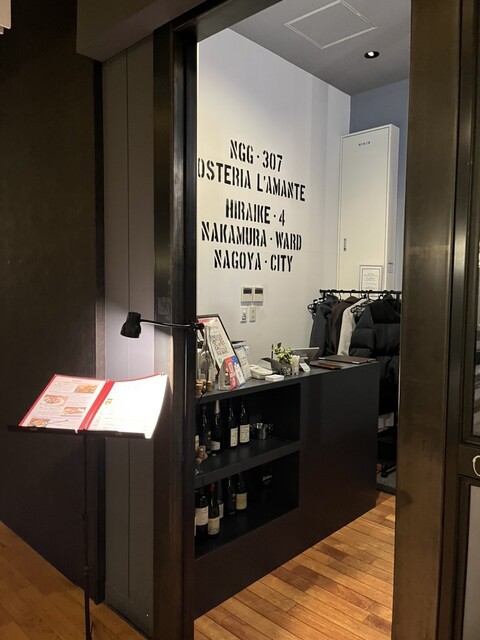 NGG·307
OSTERIA L'AMANTE
HIRAIKE·4
NAKAMURA·WARD
NAGOYA·CITY